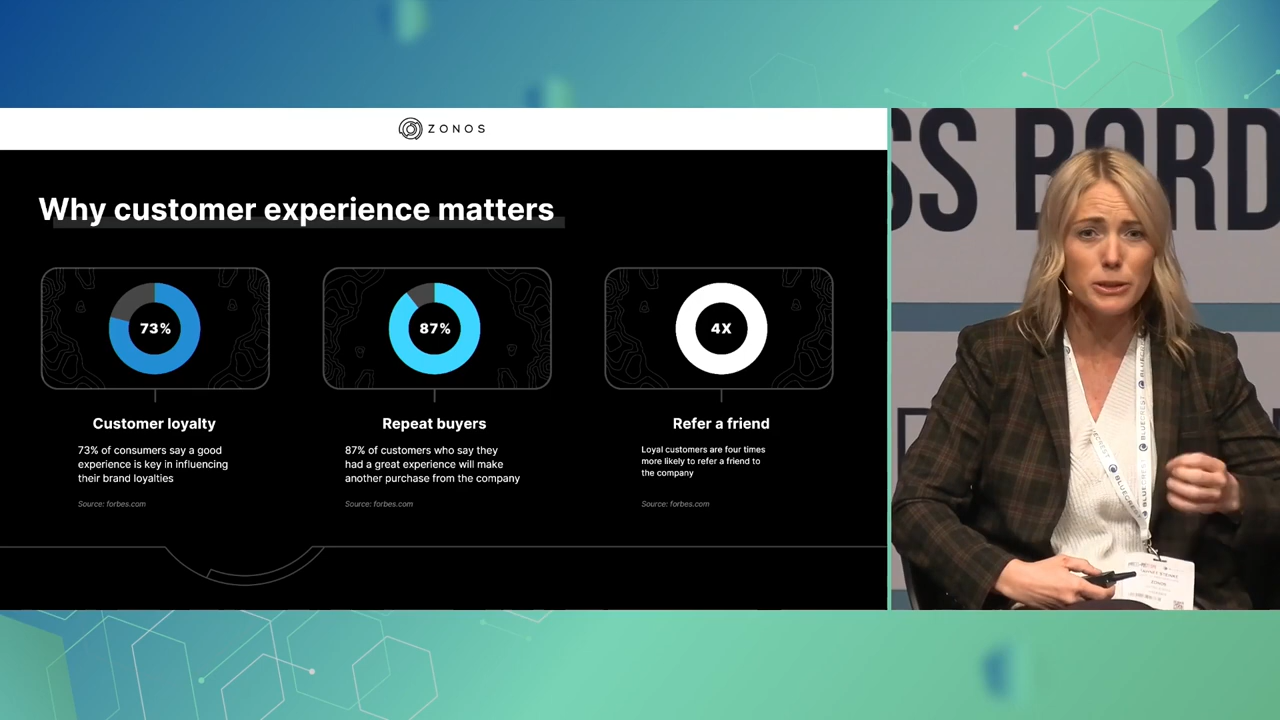 ZONOS
Why customer experience matters
73%
87%
4X
Customer loyalty
73% of consumers say a good
experience is key in influencing
their brand loyalties
Source: forbes.com
Repeat buyers
87% of customers who say they
had a great experience will make
another purchase from the company
Source: forbes.com
Refer a friend
Loyal customers are four times
more likely to refer a friend to
the company
Source: forbes.com
SS BORD
BLUECREST
BLUECREST
ZONOS